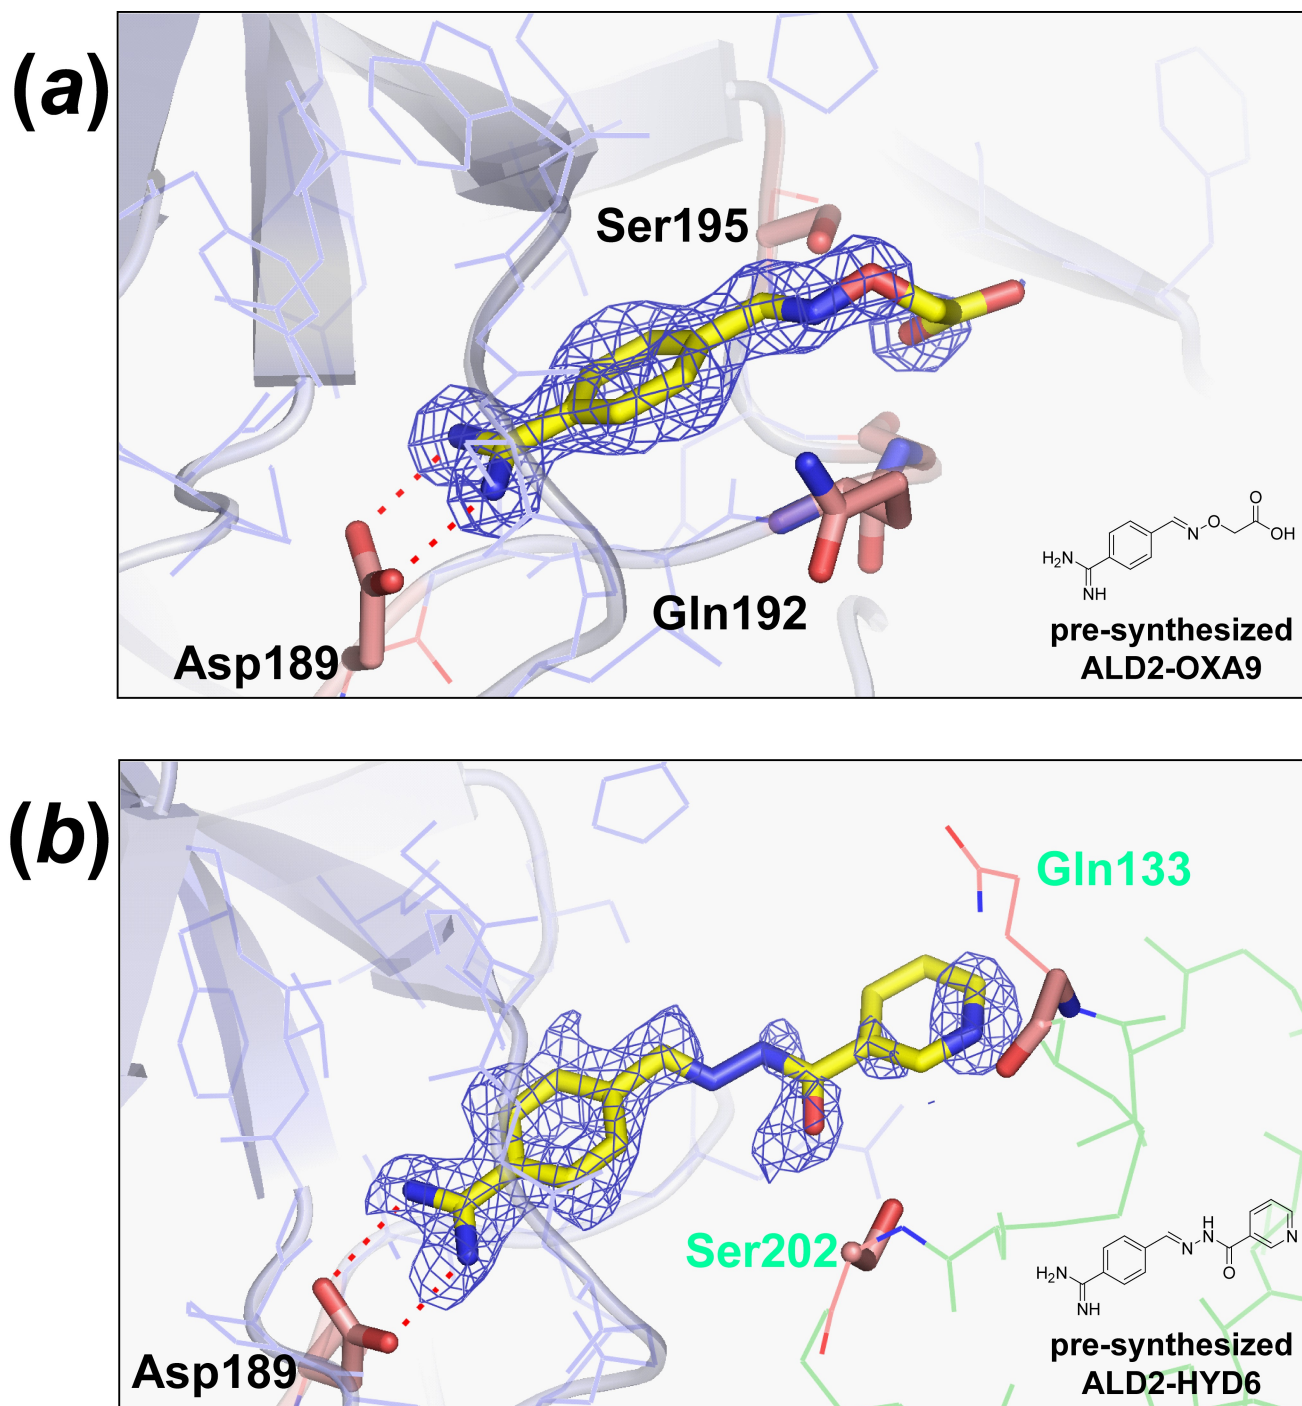 (a)
Ser195
Gln192
Asp189
O
O
N
OH
H2N
NH
pre-synthesized
ALD2-OXA9
(b)
Gln133
Ser202
Asp189
H
N
N
N
O
H2N
NH
pre-synthesized
ALD2-HYD6